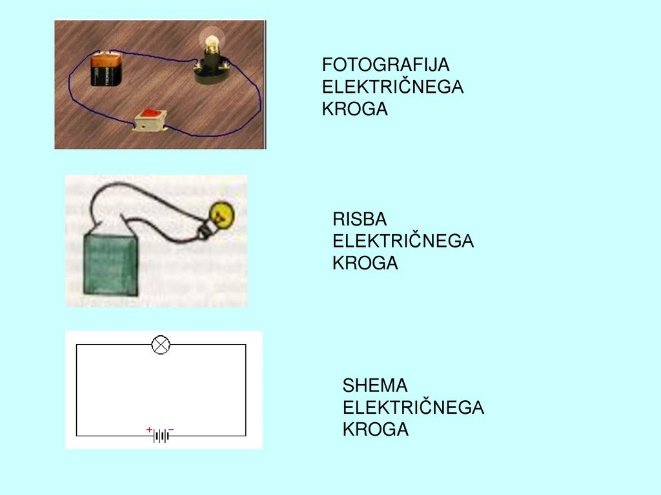 FOTOGRAFIJA
ELEKTRIČNEGA
KROGA
RISBA
ELEKTRIČNEGA
KROGA
+ −
SHEMA
ELEKTRIČNEGA
KROGA